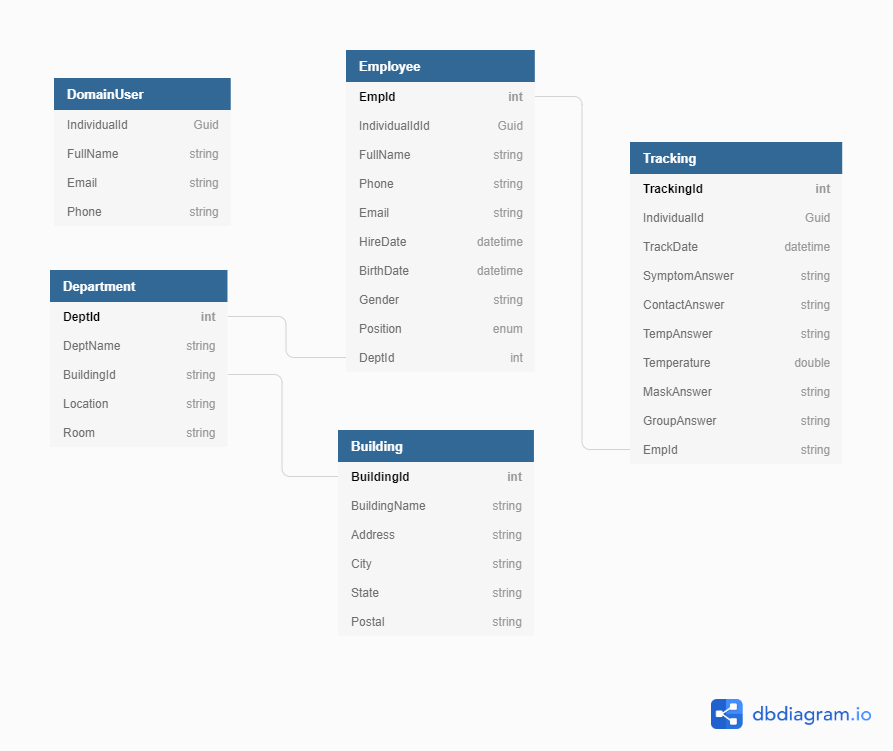 DomainUser
IndividualId Guid
FullName string
Email string
Phone string
Department
DeptId int
DeptName string
BuildingId string
Location string
Room string
Employee
EmpId int
IndividualIdId Guid
FullName string
Phone string
Email string
HireDate datetime
BirthDate datetime
Gender string
Position enum
DeptId int
Building
BuildingId int
BuildingName string
Address string
City string
State string
Postal string
Tracking
TrackingId int
IndividualId Guid
TrackDate datetime
SymptomAnswer string
ContactAnswer string
TempAnswer string
Temperature double
MaskAnswer string
GroupAnswer string
EmpId string
dbdiagram.io